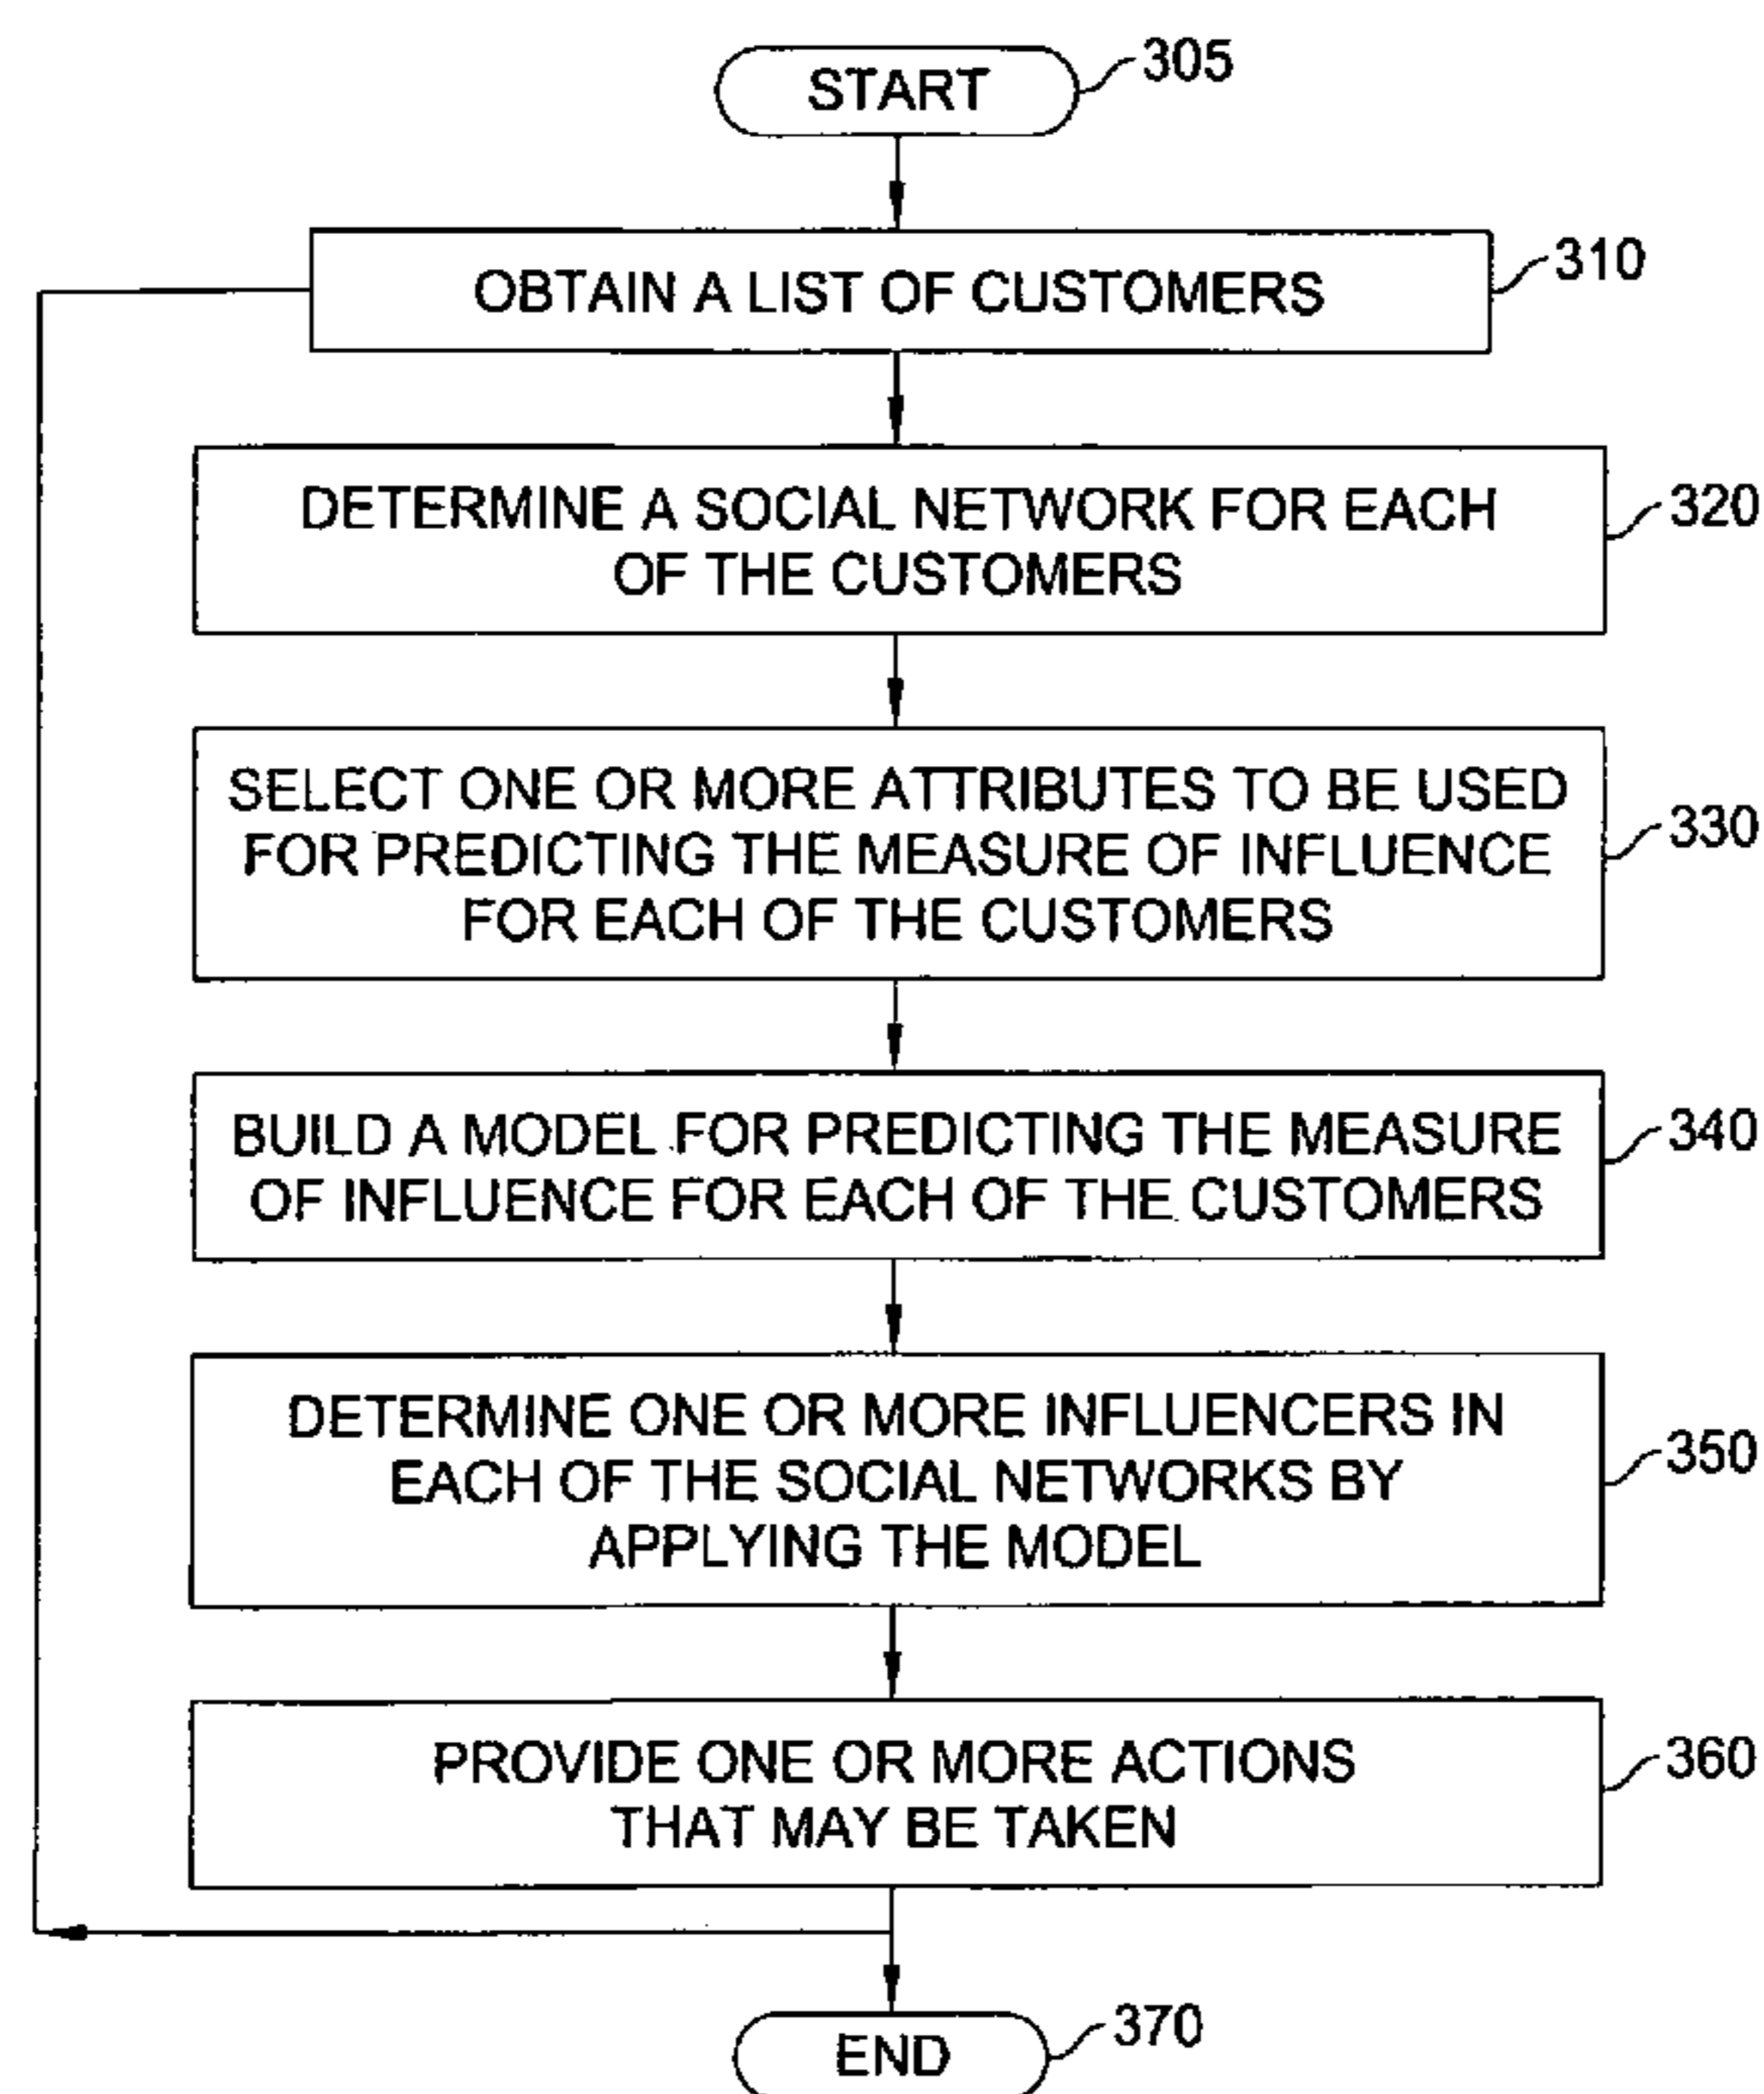 START
305
OBTAIN A LIST OF CUSTOMERS
310
DETERMINE A SOCIAL NETWORK FOR EACH
OF THE CUSTOMERS
320
SELECT ONE OR MORE ATTRIBUTES TO BE USED
FOR PREDICTING THE MEASURE OF INFLUENCE
FOR EACH OF THE CUSTOMERS
330
BUILD A MODEL FOR PREDICTING THE MEASURE
OF INFLUENCE FOR EACH OF THE CUSTOMERS
340
DETERMINE ONE OR MORE INFLUENCERS IN
EACH OF THE SOCIAL NETWORKS BY
APPLYING THE MODEL
350
PROVIDE ONE OR MORE ACTIONS
THAT MAY BE TAKEN
360
END
370